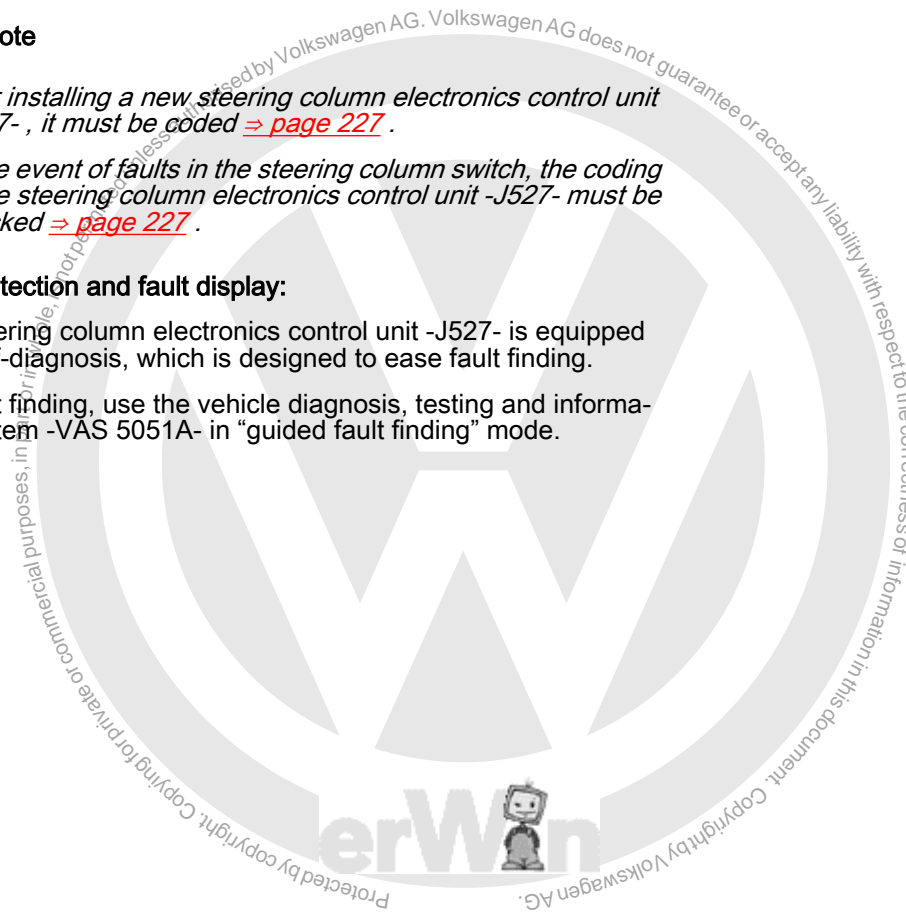 ote
r installing a new steering column electronics control unit
7- , it must be coded ⇒ page 227 .
e event of faults in the steering column switch, the coding
e steering column electronics control unit -J527- must be
ked ⇒ page 227 .
tection and fault display:
ering column electronics control unit -J527- is equipped
f-diagnosis, which is designed to ease fault finding.
t finding, use the vehicle diagnosis, testing and informa-
tem -VAS 5051A- in “guided fault finding” mode.
Protected by copyright. Copying for private or commercial purposes, in part or in whole, is not permitted unless authorised by Volkswagen AG. Volkswagen AG does not guarantee or accept any liability with respect to the correctness of information in this document. Copyright by Volkswagen AG.
erWin